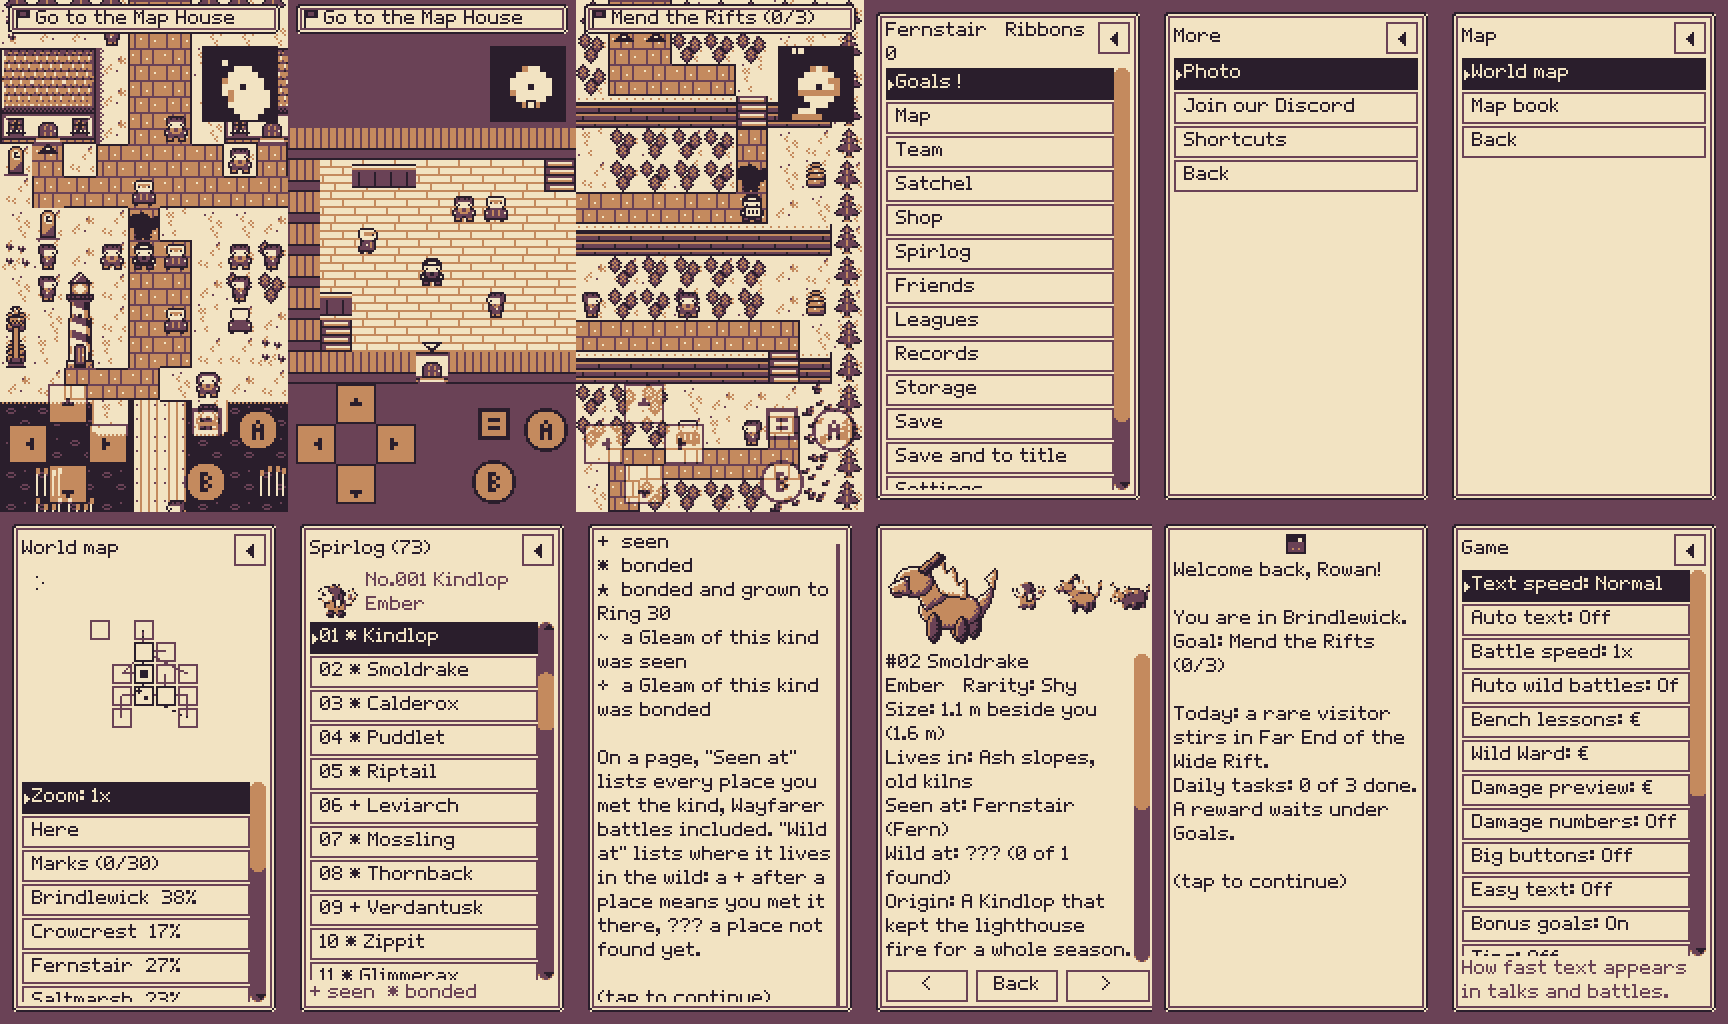 Go to the Map House
A
B
Go to the Map House
A
B
Mend the Rifts (0/3)
A
B
Fernstair Ribbons
0
Goals !
Map
Team
Satchel
Shop
Spirlog
Friends
Leagues
Records
Storage
Save
Save and to title
Settings
More
Photo
Join our Discord
Shortcuts
Back
Map
World map
Map book
Back
World map
Zoom: 1x
Here
Marks (0/30)
Brindlewick 38%
Crowcrest 17%
Fernstair 27%
Saltmarsh 23%
Spirlog (73)
No.001 Kindlop
Ember
01 * Kindlop
02 * Smoldrake
03 * Calderox
04 * Puddlet
05 * Riptail
06 + Leviarch
07 * Mossling
08 * Thornback
09 + Verdantusk
10 * Zippit
11 * Glimmerax
+ seen * bonded
+ seen
* bonded
★ bonded and grown to
Ring 30
~ a Gleam of this kind
was seen
÷ a Gleam of this kind
was bonded
On a page, "Seen at"
lists every place you
met the kind, Wayfarer
battles included. "Wild
at" lists where it lives
in the wild: a + after a
place means you met it
there, ??? a place not
found yet.
(tap to continue)
#02 Smoldrake
Ember Rarity: Shy
Size: 1.1 m beside you
(1.6 m)
Lives in: Ash slopes,
old kilns
Seen at: Fernstair
(Fern)
Wild at: ??? (0 of 1
found)
Origin: A Kindlop that
kept the lighthouse
fire for a whole season.
< Back >
Welcome back, Rowan!
You are in Brindlewick.
Goal: Mend the Rifts
(0/3)
Today: a rare visitor
stirs in Far End of the
Wide Rift.
Daily tasks: 0 of 3 done.
A reward waits under
Goals.
(tap to continue)
Game
Text speed: Normal
Auto text: Off
Battle speed: 1x
Auto wild battles: Of
Bench lessons: €
Wild Ward: €
Damage preview: €
Damage numbers: Off
Big buttons: Off
Easy text: Off
Bonus goals: On
How fast text appears
in talks and battles.